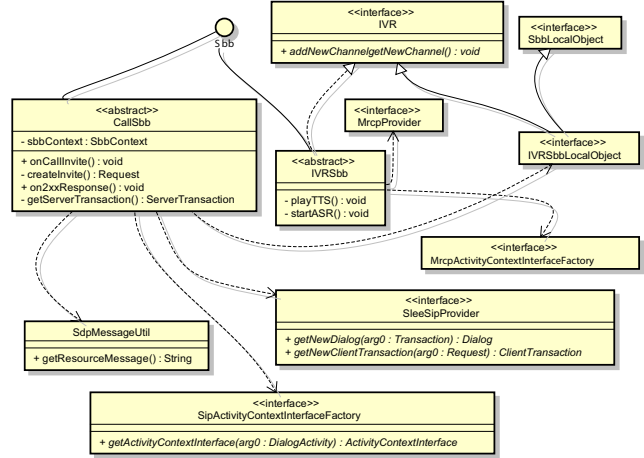 <<interface>>
IVR
+ addNewChannelgetNewChannel() : void
<<interface>>
SbbLocalObject
Sbb
<<abstract>>
CallSbb
- sbbContext : SbbContext
+ onCallInvite() : void
- createInvite() : Request
+ on2xxResponse() : void
- getServerTransaction() : ServerTransaction
<<interface>>
MrcpProvider
<<abstract>>
IVRSbb
- playTTS() : void
- startASR() : void
<<interface>>
IVRSbbLocalObject
<<interface>>
MrcpActivityContextInterfaceFactory
<<interface>>
SleeSipProvider
+ getNewDialog(arg0 : Transaction) : Dialog
+ getNewClientTransaction(arg0 : Request) : ClientTransaction
SdpMessageUtil
+ getResourceMessage() : String
<<interface>>
SipActivityContextInterfaceFactory
+ getActivityContextInterface(arg0 : DialogActivity) : ActivityContextInterface